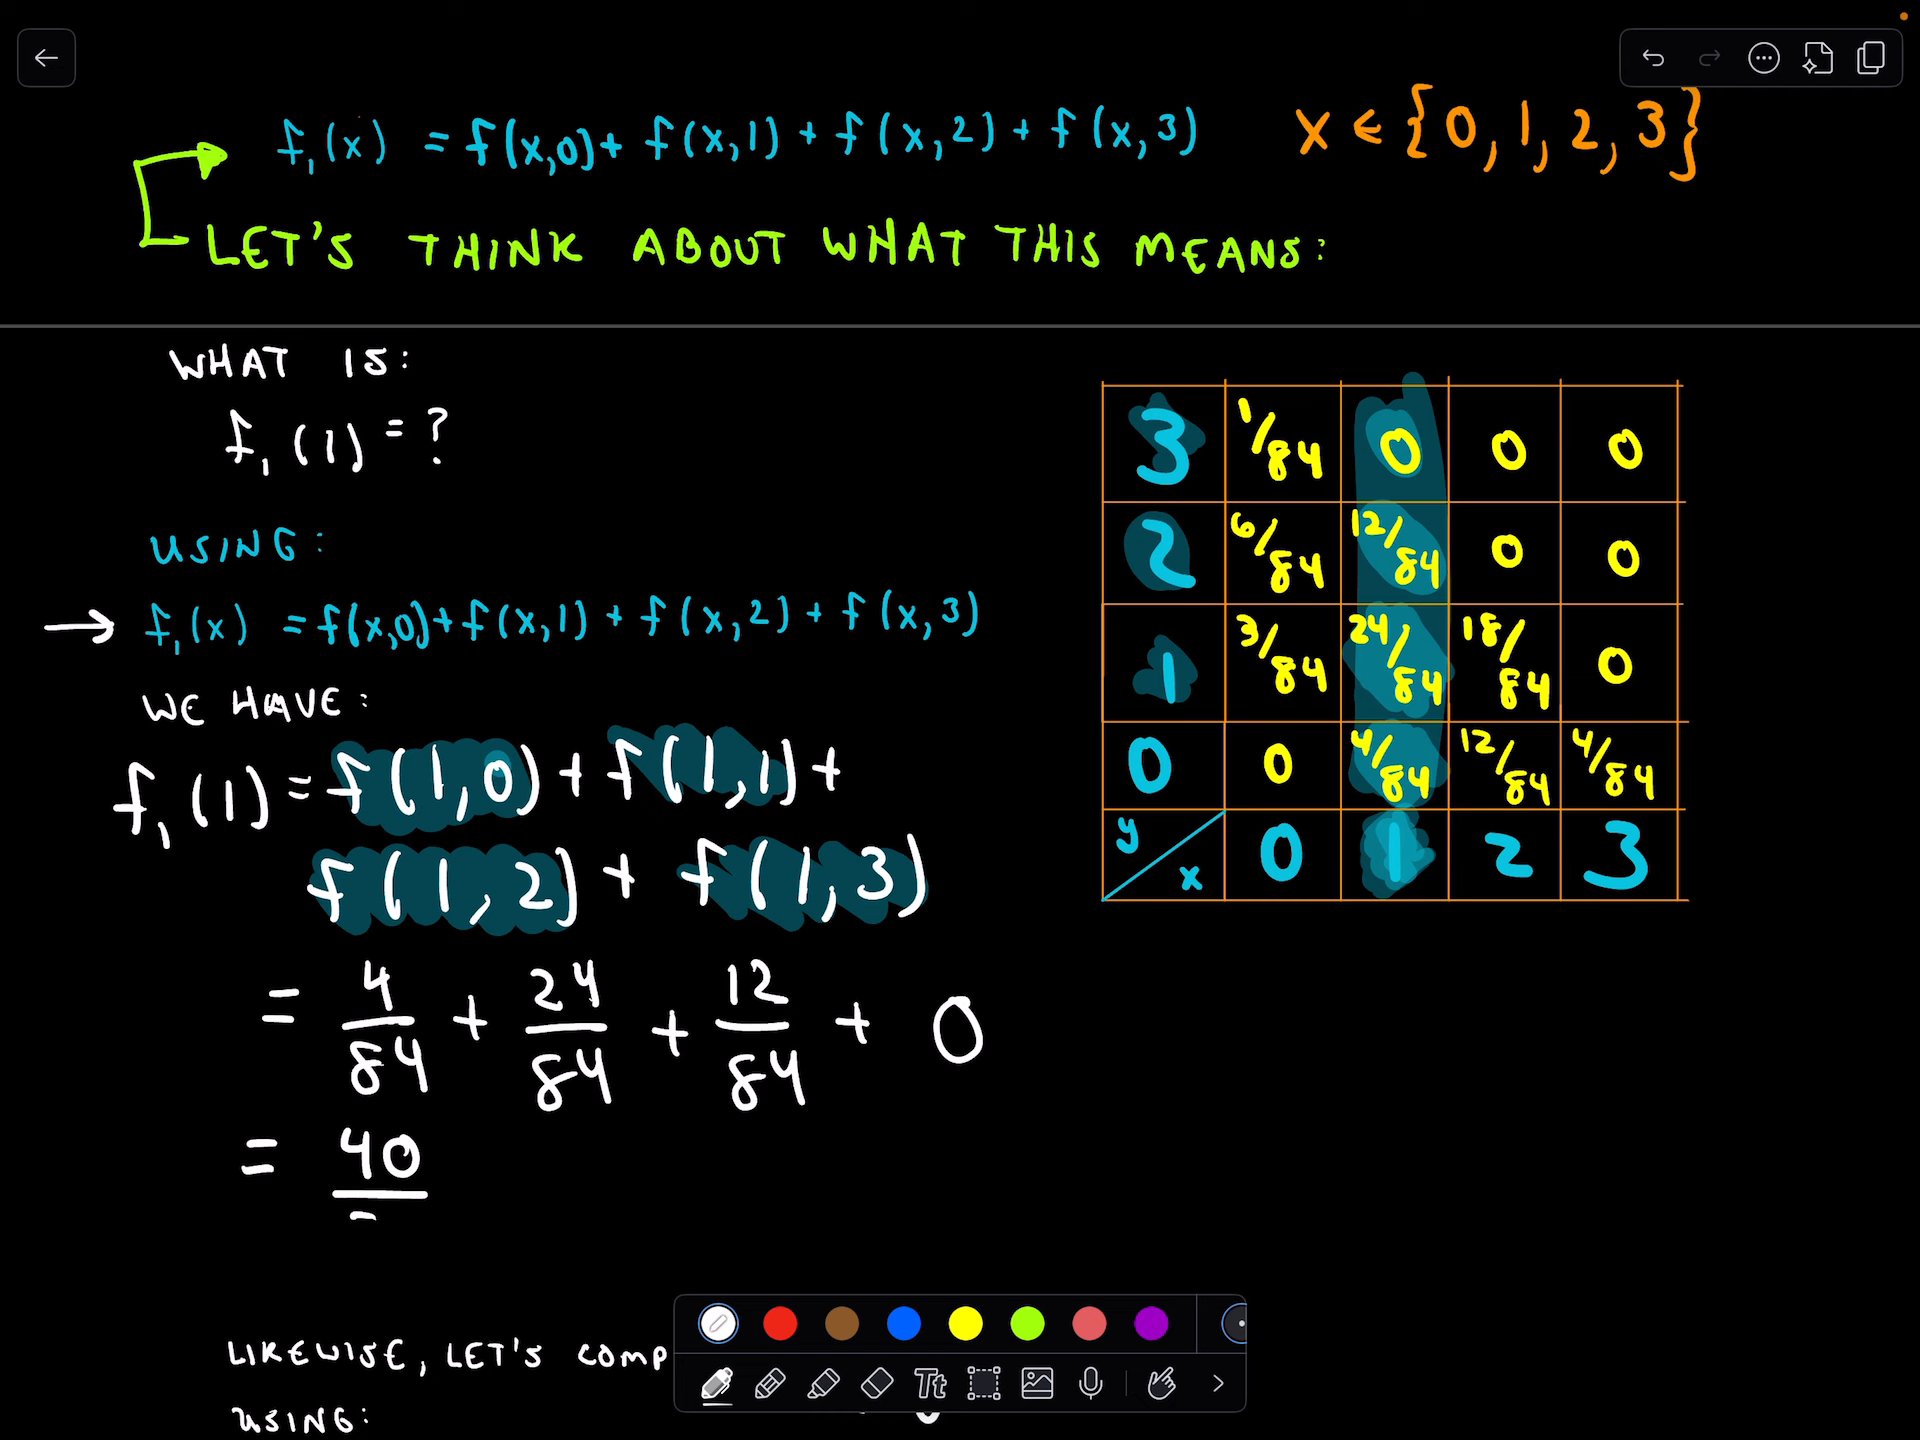 f₁(x) = f(x,0) + f(x,1) + f(x,2) + f(x,3)
x ∈ {0, 1, 2, 3}
LET'S THINK ABOUT WHAT THIS MEANS:
WHAT IS:
f₁(1) = ?
USING:
→ f₁(x) = f(x,0) + f(x,1) + f(x,2) + f(x,3)
WE HAVE:
f₁(1) = f(1,0) + f(1,1) +
f(1,2) + f(1,3)
= 4/84 + 24/84 + 12/84 + 0
= 40
3 1/84 0 0 0
2 6/84 12/84 0 0
1 3/84 24/84 18/84 0
0 0 4/84 12/84 4/84
y/x 0 1 2 3
LIKEWISE, LET'S COMP
USING:
Tt